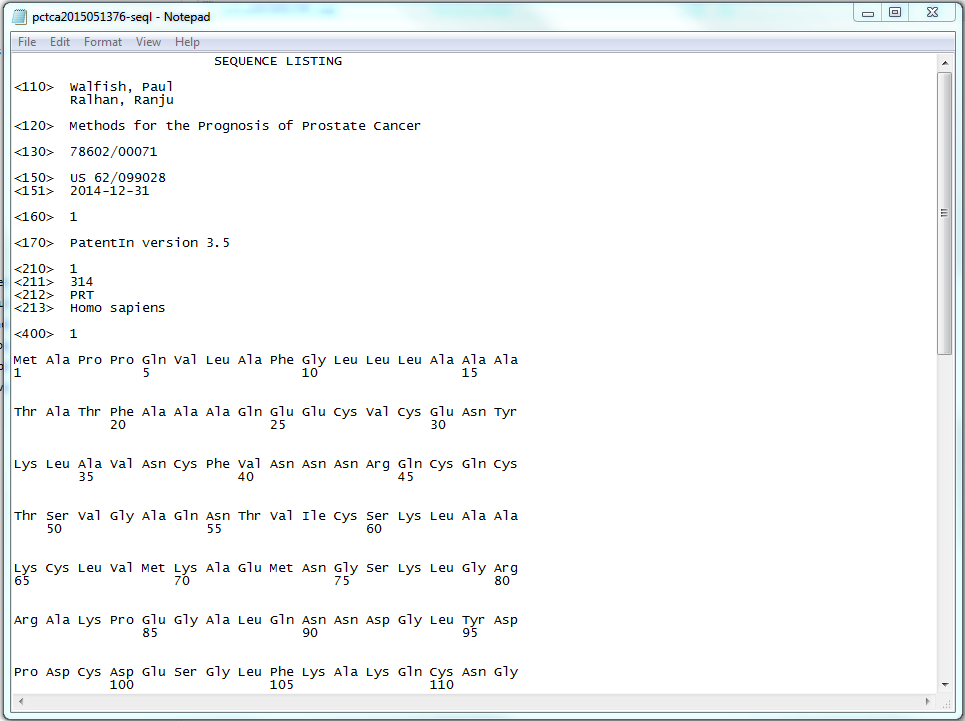 pctca2015051376-seql - Notepad
File Edit Format View Help
SEQUENCE LISTING
<110> Walfish, Paul
Ralhan, Ranju
<120> Methods for the Prognosis of Prostate Cancer
<130> 78602/00071
<150> US 62/099028
<151> 2014-12-31
<160> 1
<170> PatentIn version 3.5
<210> 1
<211> 314
<212> PRT
<213> Homo sapiens
<400> 1
Met Ala Pro Pro Gln Val Leu Ala Phe Gly Leu Leu Leu Ala Ala Ala
1 5 10 15
Thr Ala Thr Phe Ala Ala Ala Gln Glu Glu Cys Val Cys Glu Asn Tyr
20 25 30
Lys Leu Ala Val Asn Cys Phe Val Asn Asn Asn Arg Gln Cys Gln Cys
35 40 45
Thr Ser Val Gly Ala Gln Asn Thr Val Ile Cys Ser Lys Leu Ala Ala
50 55 60
Lys Cys Leu Val Met Lys Ala Glu Met Asn Gly Ser Lys Leu Gly Arg
65 70 75 80
Arg Ala Lys Pro Glu Gly Ala Leu Gln Asn Asn Asp Gly Leu Tyr Asp
85 90 95
Pro Asp Cys Asp Glu Ser Gly Leu Phe Lys Ala Lys Gln Cys Asn Gly
100 105 110